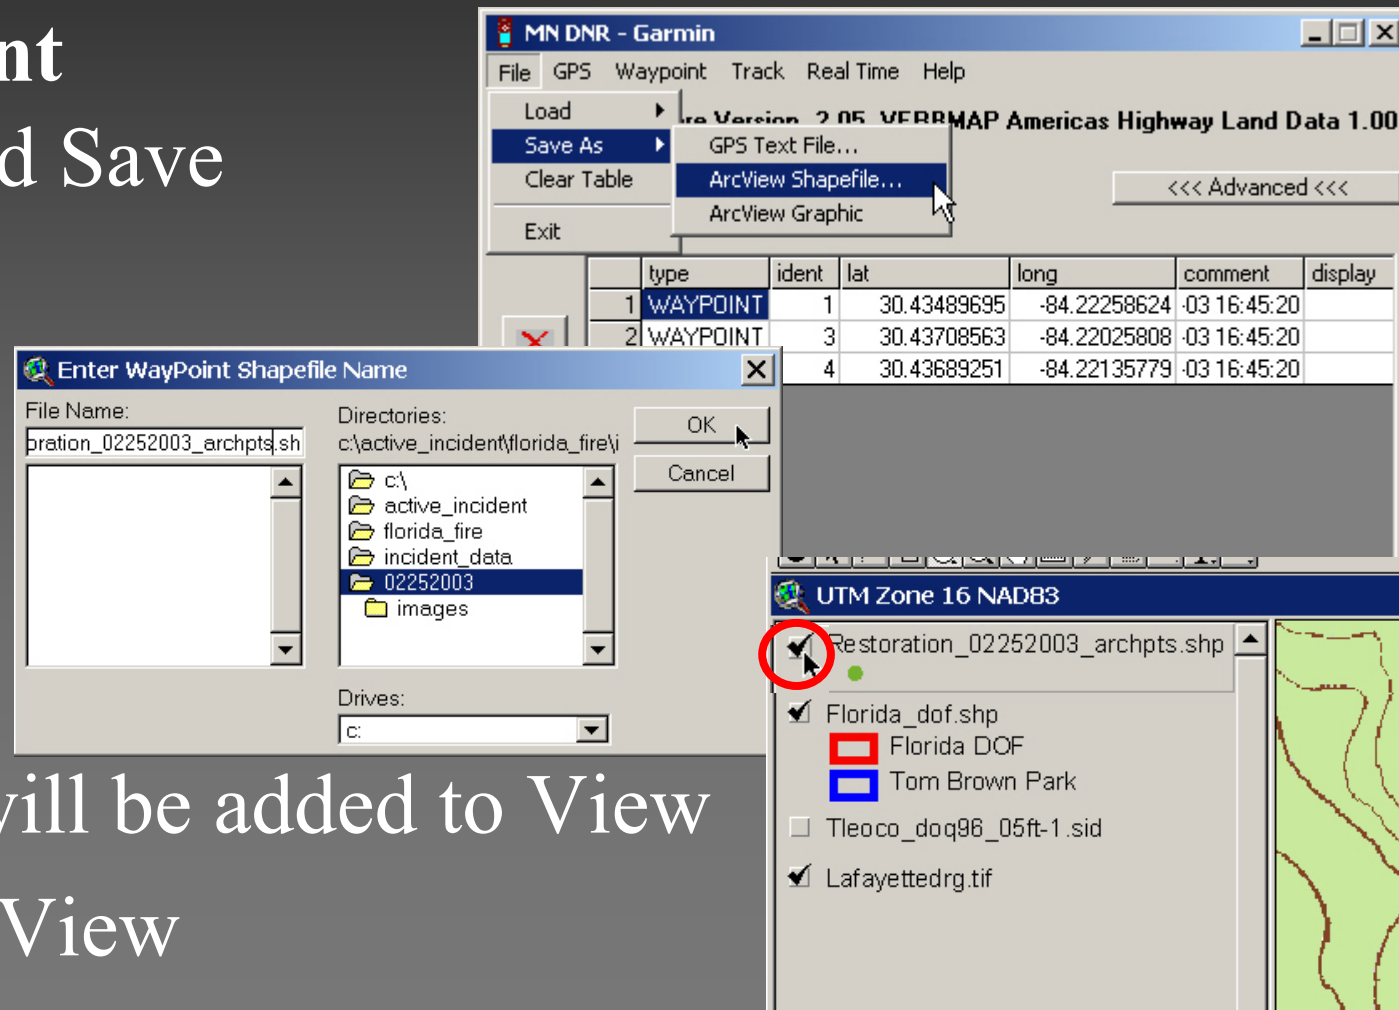 nt
d Save
MN DNR - Garmin
File GPS Waypoint Track Real Time Help
re Version 2.05 VERRMAP Americas Highway Land Data 1.00
Load
Save As
Clear Table
Exit
GPS Text File...
ArcView Shapefile...
ArcView Graphic
<<< Advanced <<<
type ident lat long comment display
1 WAYPOINT 1 30.43489695 -84.22258624 -03 16:45:20
2 WAYPOINT 3 30.43708563 -84.22025808 -03 16:45:20
4 30.43689251 -84.22135779 -03 16:45:20
Enter WayPoint Shapefile Name
File Name:
oration_02252003_archpts.sh
Directories:
c:\active_incident\florida_fire\i
c:\
active_incident
florida_fire
incident_data
02252003
images
Drives:
c:
OK
Cancel
UTM Zone 16 NAD83
Restoration_02252003_archpts.shp
Florida_dof.shp
Florida DOF
Tom Brown Park
Tleoco_doq96_05ft-1.sid
Lafayettedrg.tif
will be added to View
View